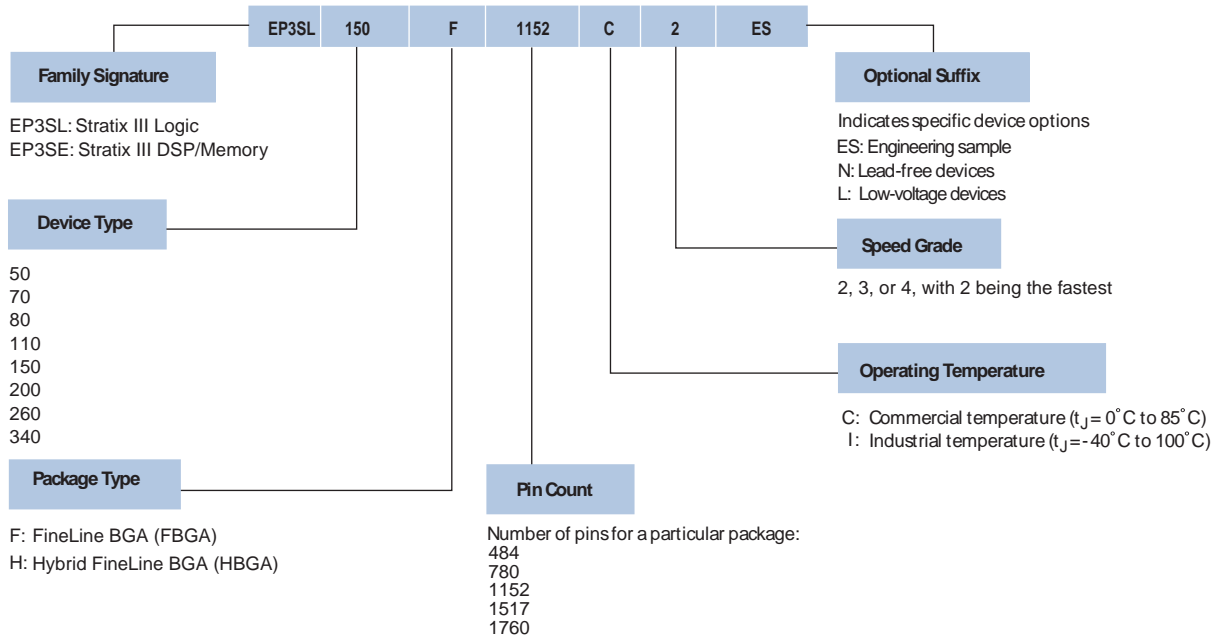 EP3SL 150 F 1152 C 2 ES
Family Signature
EP3SL: Stratix III Logic
EP3SE: Stratix III DSP/Memory
Device Type
50
70
80
110
150
200
260
340
Package Type
F: FineLine BGA (FBGA)
H: Hybrid FineLine BGA (HBGA)
Pin Count
Number of pins for a particular package:
484
780
1152
1517
1760
Optional Suffix
Indicates specific device options
ES: Engineering sample
N: Lead-free devices
L: Low-voltage devices
Speed Grade
2, 3, or 4, with 2 being the fastest
Operating Temperature
C: Commercial temperature (tJ = 0˚C to 85˚C)
I: Industrial temperature (tJ = -40˚C to 100˚C)